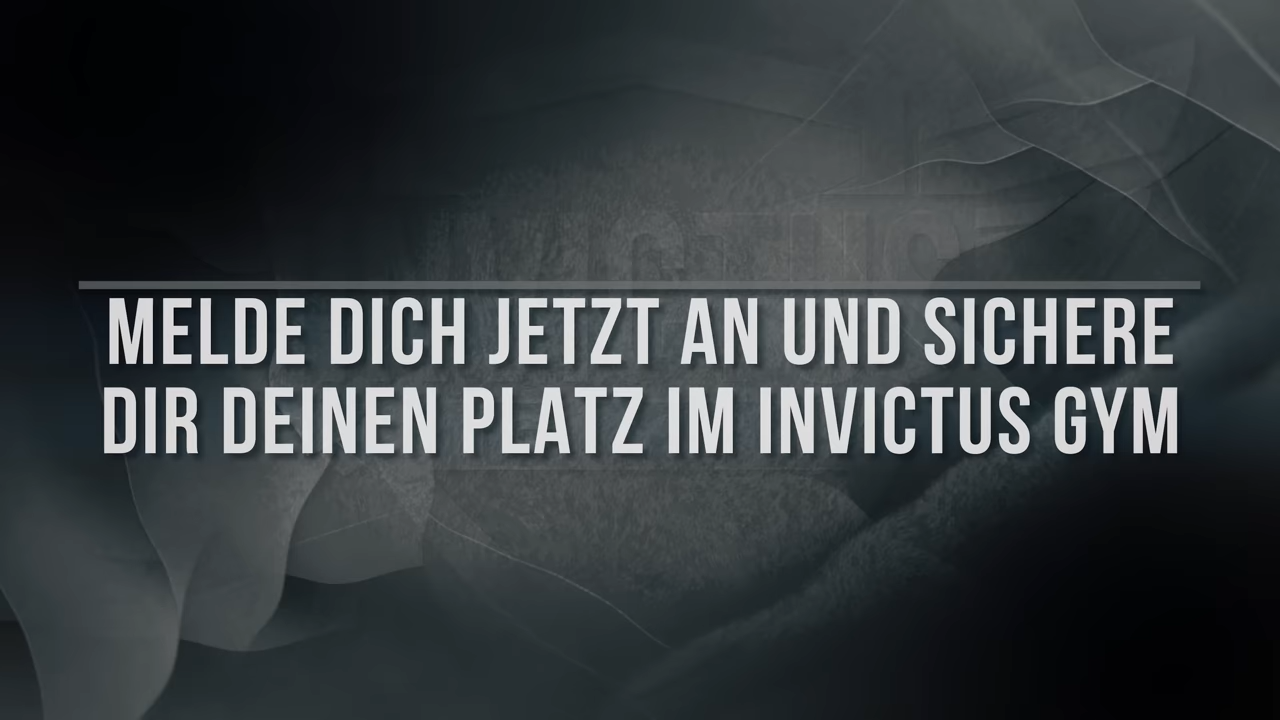 MELDE DICH JETZT AN UND SICHERE
DIR DEINEN PLATZ IM INVICTUS GYM